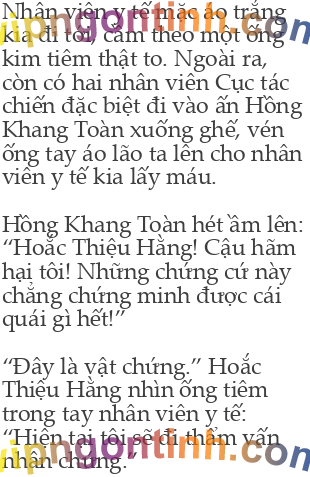 Nhân viên y tế mặc áo trắng
kia đi tới, cầm theo một ống
kim tiêm thật to. Ngoài ra,
còn có hai nhân viên Cục tác
chiến đặc biệt đi vào ấn Hồng
Khang Toàn xuống ghế, vén
ống tay áo lão ta lên cho nhân
viên y tế kia lấy máu.
Hồng Khang Toàn hét ầm lên:
“Hoắc Thiệu Hằng! Cậu hãm
hại tôi! Những chứng cứ này
chẳng chứng minh được cái
quái gì hết!”
“Đây là vật chứng.” Hoắc
Thiệu Hằng nhìn ống tiêm
trong tay nhân viên y tế:
“Hiện tại tôi sẽ đi thẩm vấn
nhân chứng.”
vipngontinh.com